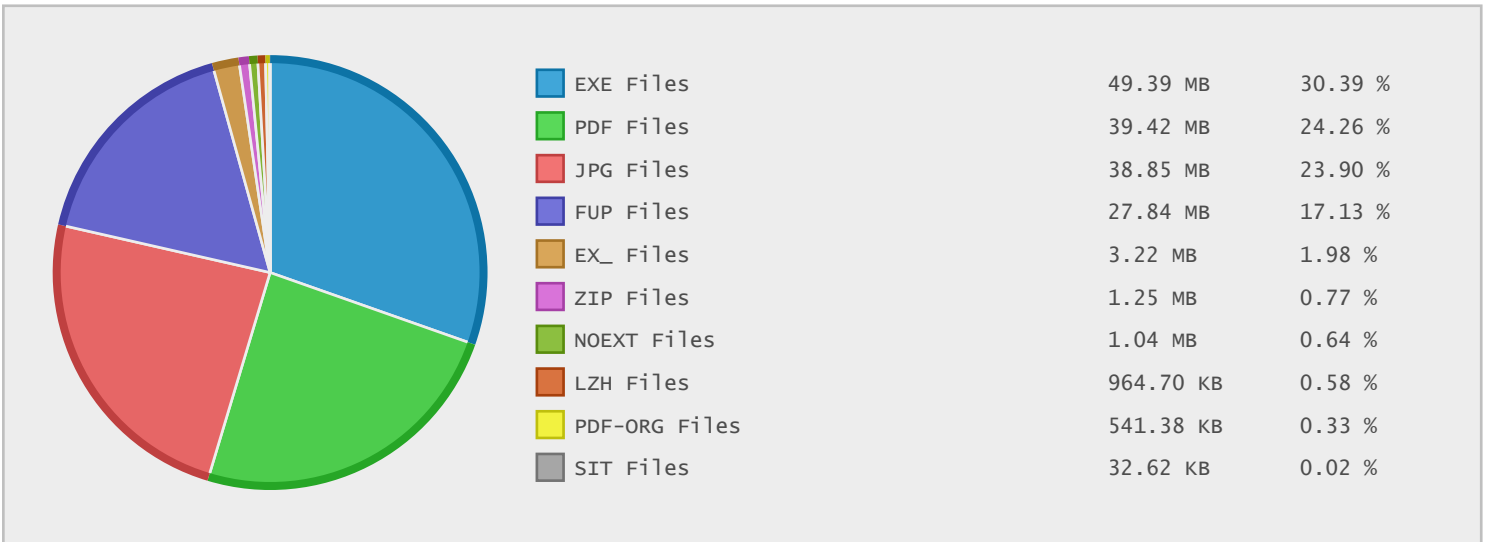 EXE Files 49.39 MB 30.39 %
PDF Files 39.42 MB 24.26 %
JPG Files 38.85 MB 23.90 %
FUP Files 27.84 MB 17.13 %
EX_ Files 3.22 MB 1.98 %
ZIP Files 1.25 MB 0.77 %
NOEXT Files 1.04 MB 0.64 %
LZH Files 964.70 KB 0.58 %
PDF-ORG Files 541.38 KB 0.33 %
SIT Files 32.62 KB 0.02 %